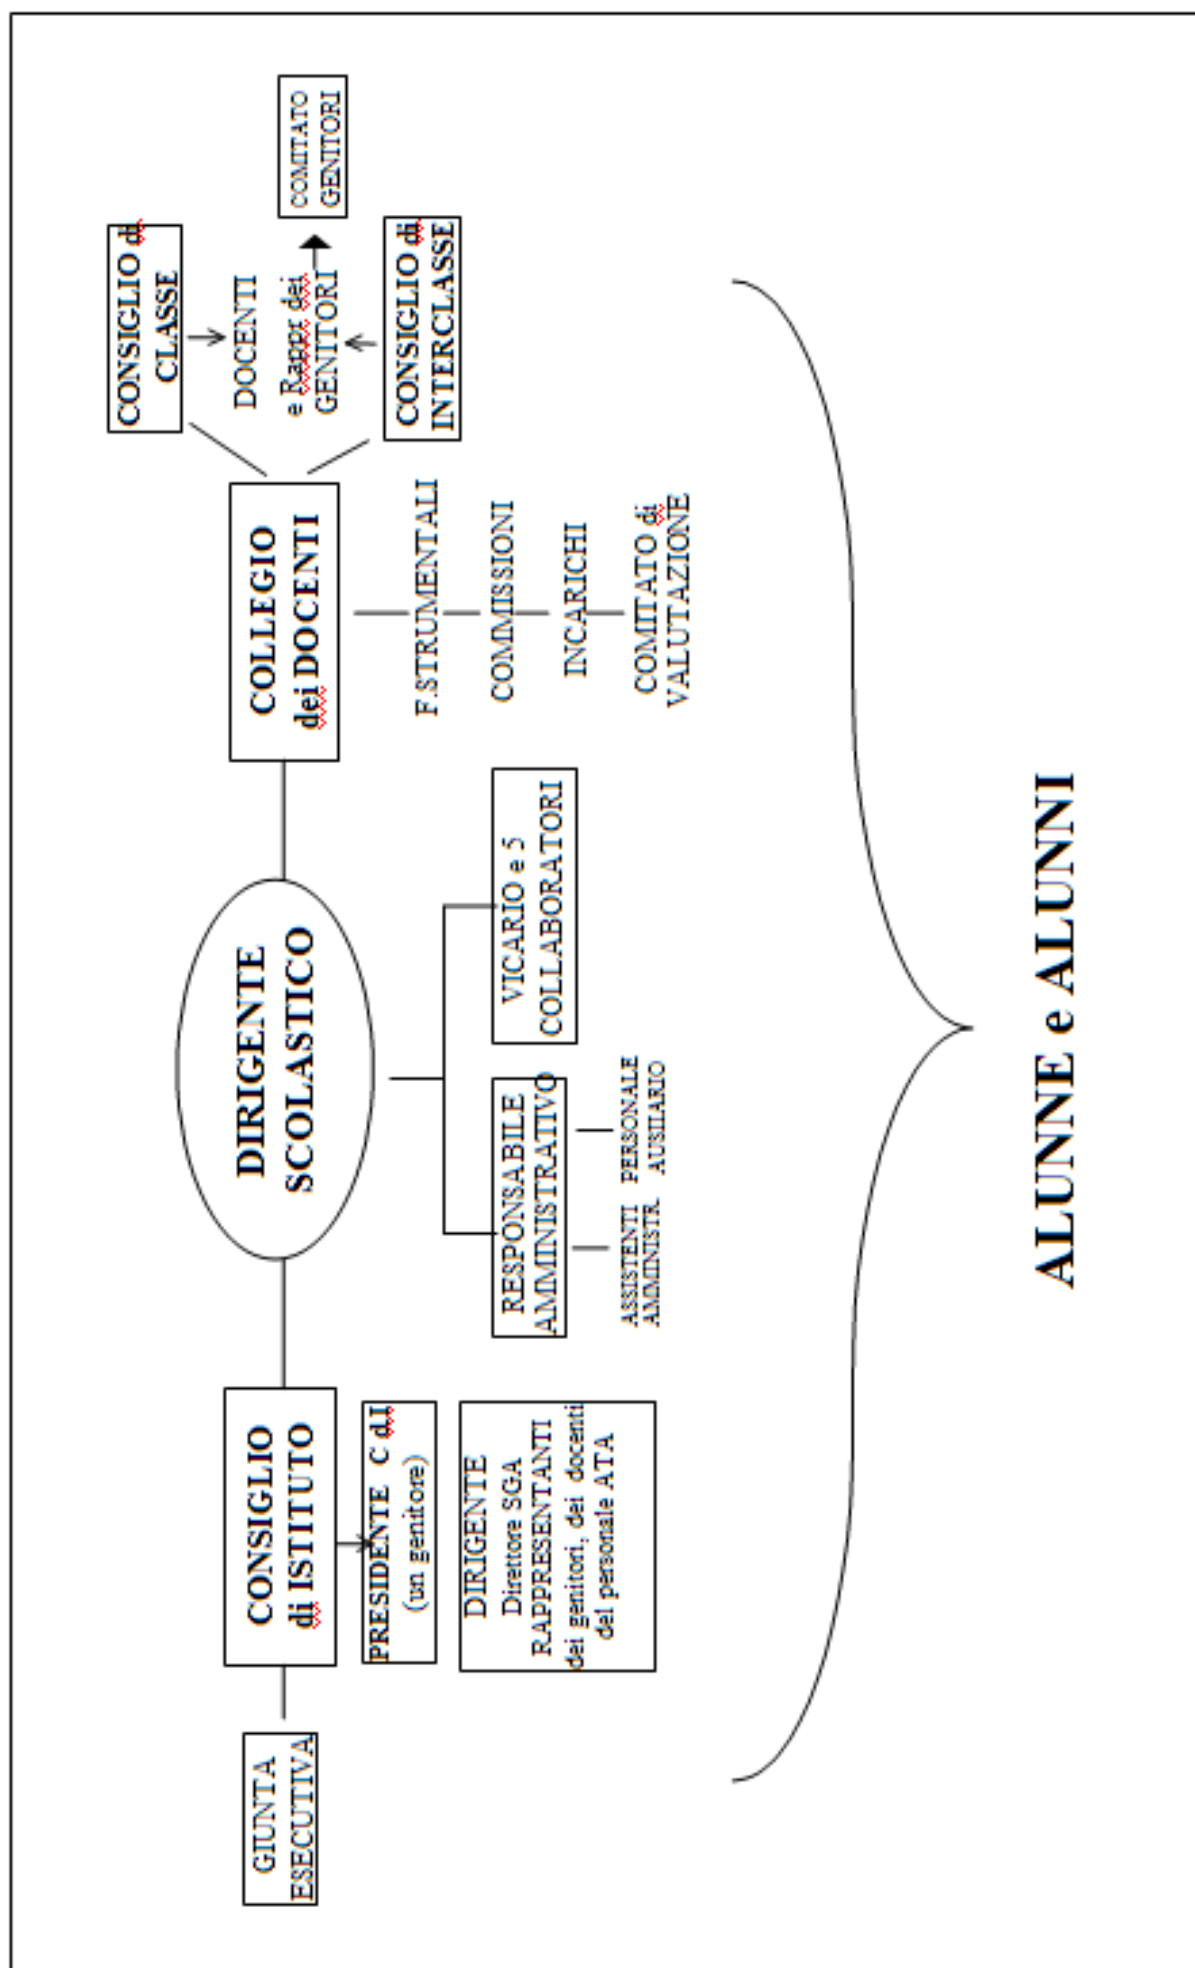 GIUNTA
ESECUTIVA
CONSIGLIO
di ISTITUTO
PRESIDENTE C d.I
(un genitore)
DIRIGENTE
Direttore SGA
RAPPRESENTANTI
dei genitori, dei docenti
del personale ATA
DIRIGENTE
SCOLASTICO
RESPONSABILE
AMMINISTRATIVO
ASSISTENTI
AMMINISTR.
PERSONALE
AUSILARIO
VICARIO e 5
COLLABORATORI
COLLEGIO
dei DOCENTI
F.STRUMENTALI
COMMISSIONI
INCARICHI
COMITATO di
VALUTAZIONE
CONSIGLIO di
CLASSE
DOCENTI
e Rappr dei
GENITORI
CONSIGLIO di
INTERCLASSE
COMITATO
GENITORI
ALUNNE e ALUNNI